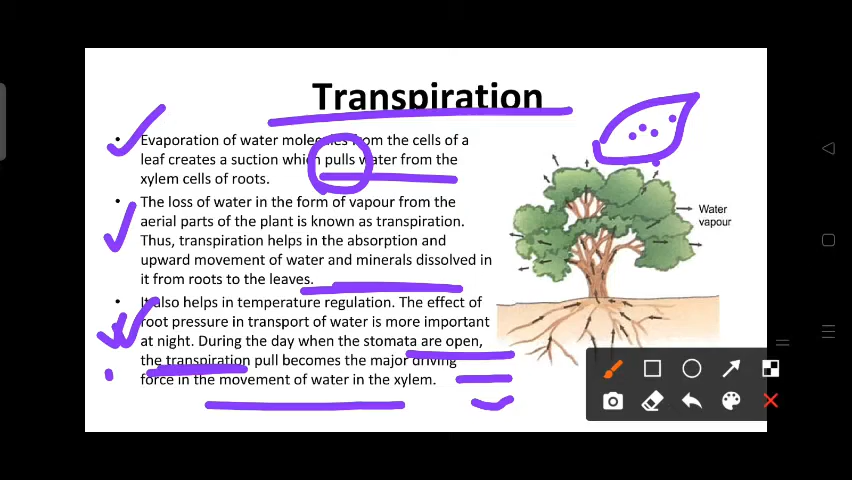 Transpiration
• Evaporation of water molecules from the cells of a
leaf creates a suction which pulls water from the
xylem cells of roots.
• The loss of water in the form of vapour from the
aerial parts of the plant is known as transpiration.
Thus, transpiration helps in the absorption and
upward movement of water and minerals dissolved in
it from roots to the leaves.
• It also helps in temperature regulation. The effect of
root pressure in transport of water is more important
at night. During the day when the stomata are open,
the transpiration pull becomes the major driving
force in the movement of water in the xylem.
Water
vapour